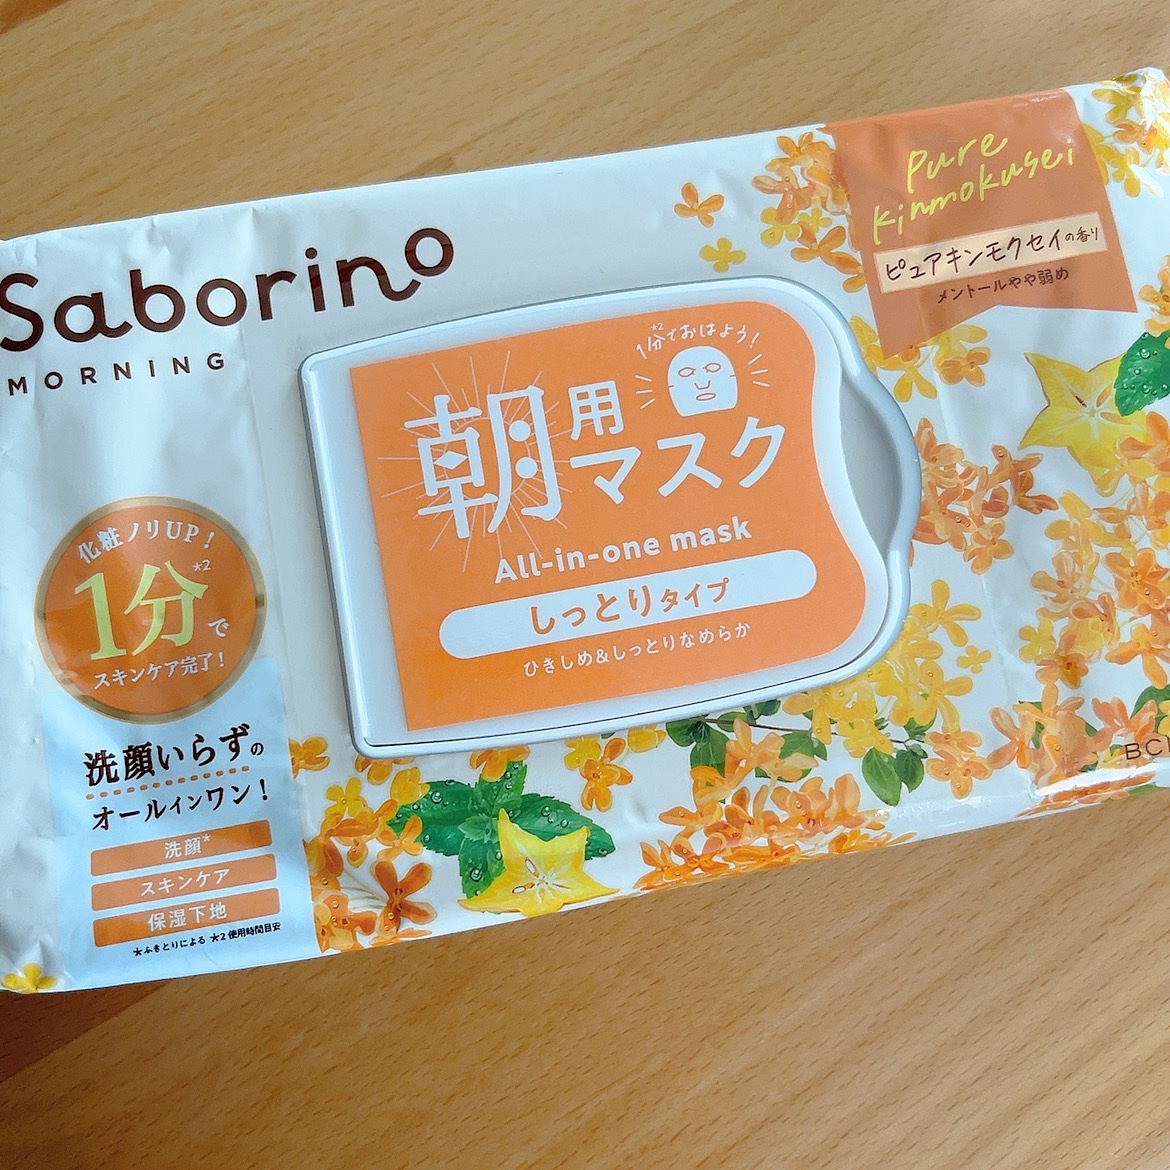 Saborino
MORNING
Pure
kinmokusei
ピュアキンモクセイの香り
メントールやや弱め
*2
1分でおはよう！
朝用マスク
All-in-one mask
しっとりタイプ
ひきしめ&しっとりなめらか
化粧ノリUP！
1分*2で
スキンケア完了！
洗顔いらずの
オールインワン！
洗顔*
スキンケア
保湿下地
*ふきとりによる *2 使用時間目安